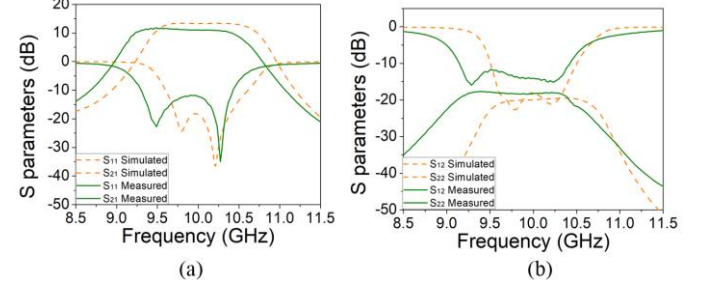 20
10
0
-10
-20
-30
-40
-50
S parameters (dB)
S11 Simulated
S21 Simulated
S11 Measured
S21 Measured
8.5 9.0 9.5 10.0 10.5 11.0 11.5
Frequency (GHz)
(a)
0
-10
-20
-30
-40
-50
S parameters (dB)
S12 Simulated
S22 Simulated
S12 Measured
S22 Measured
8.5 9.0 9.5 10.0 10.5 11.0 11.5
Frequency (GHz)
(b)